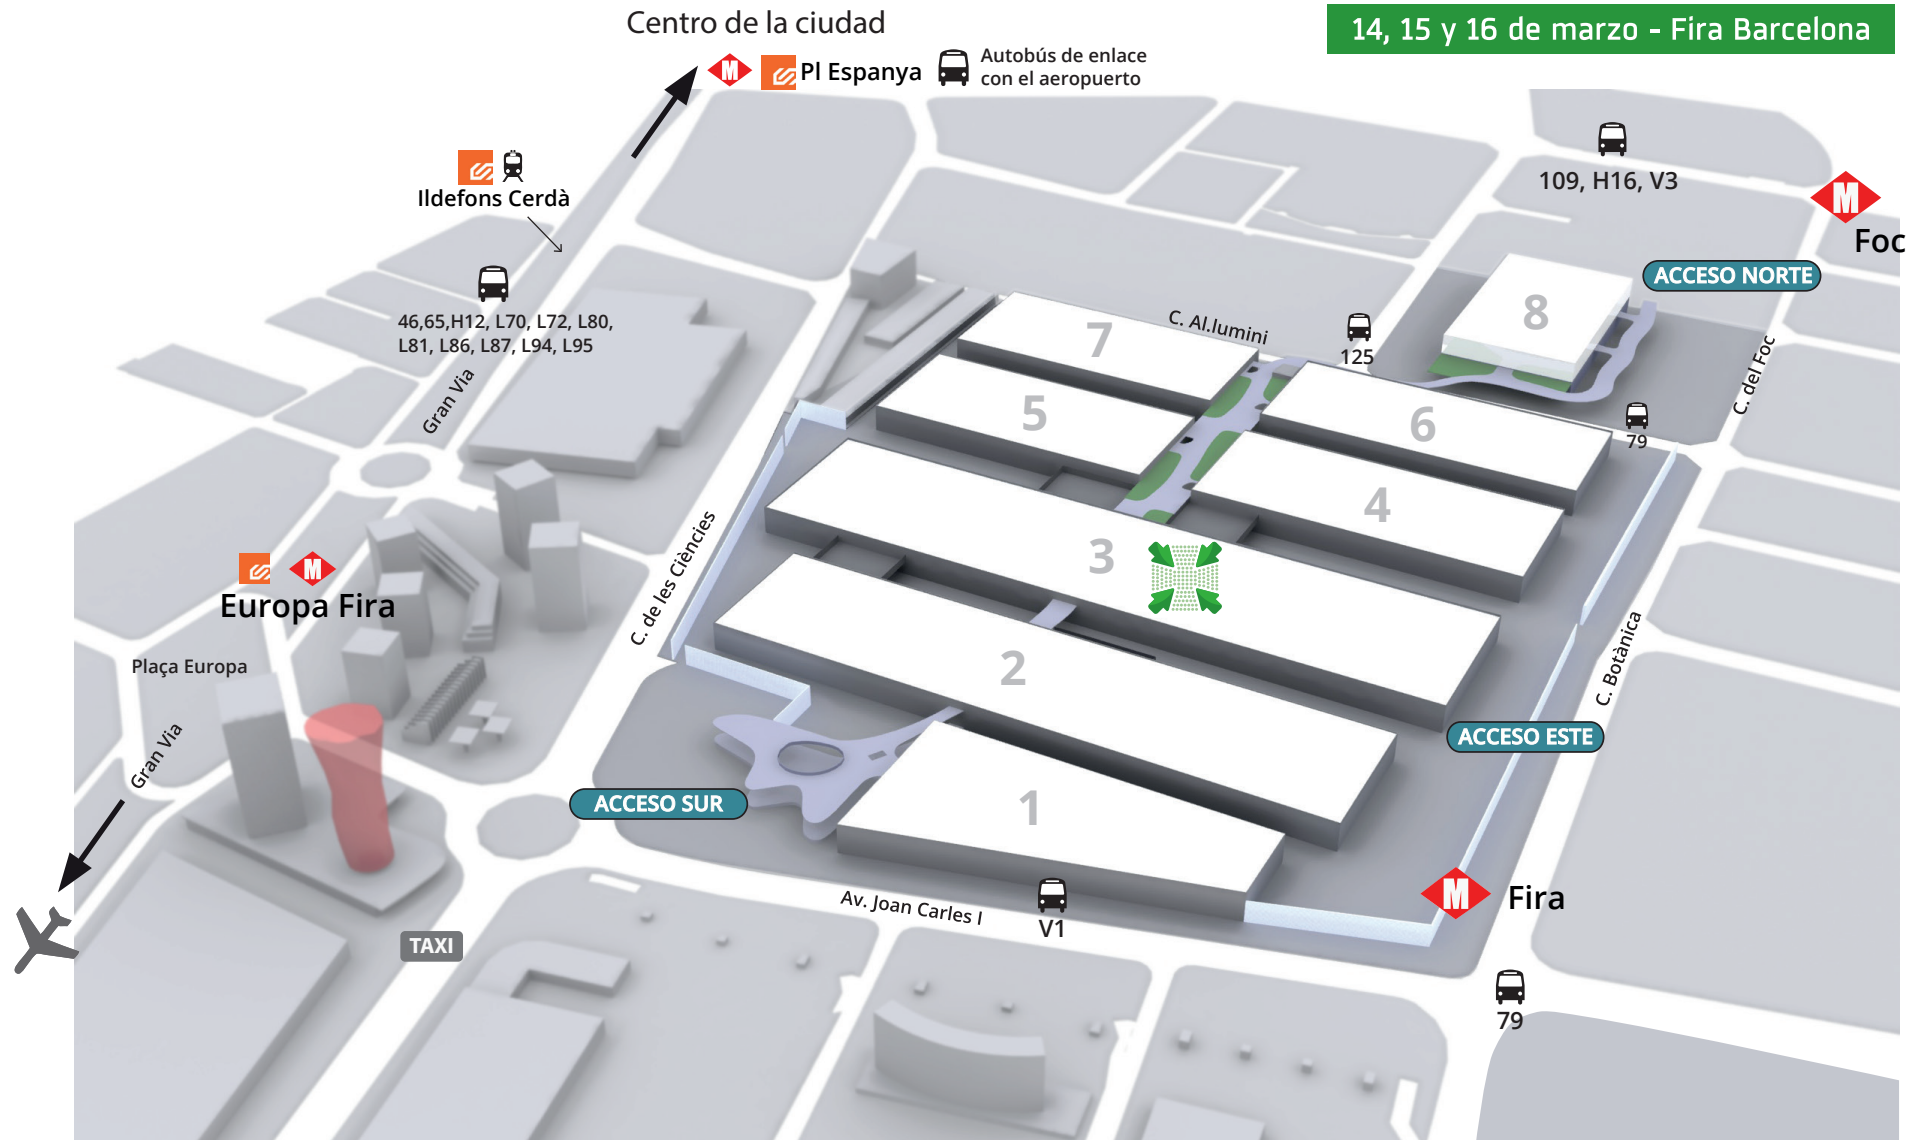 Centro de la ciudad
14, 15 y 16 de marzo - Fira Barcelona
M
Pl Espanya
Autobús de enlace
con el aeropuerto
Ildefons Cerdà
109, H16, V3
M
Foc
ACCESO NORTE
46,65,H12, L70, L72, L80,
L81, L86, L87, L94, L95
Gran Via
C. Al.lumini
125
8
7
C. del Foc
5
6
79
4
3
C. de les Ciències
M
Europa Fira
Plaça Europa
2
C. Botànica
Gran Via
ACCESO ESTE
ACCESO SUR
1
M
Fira
Av. Joan Carles I
V1
TAXI
79